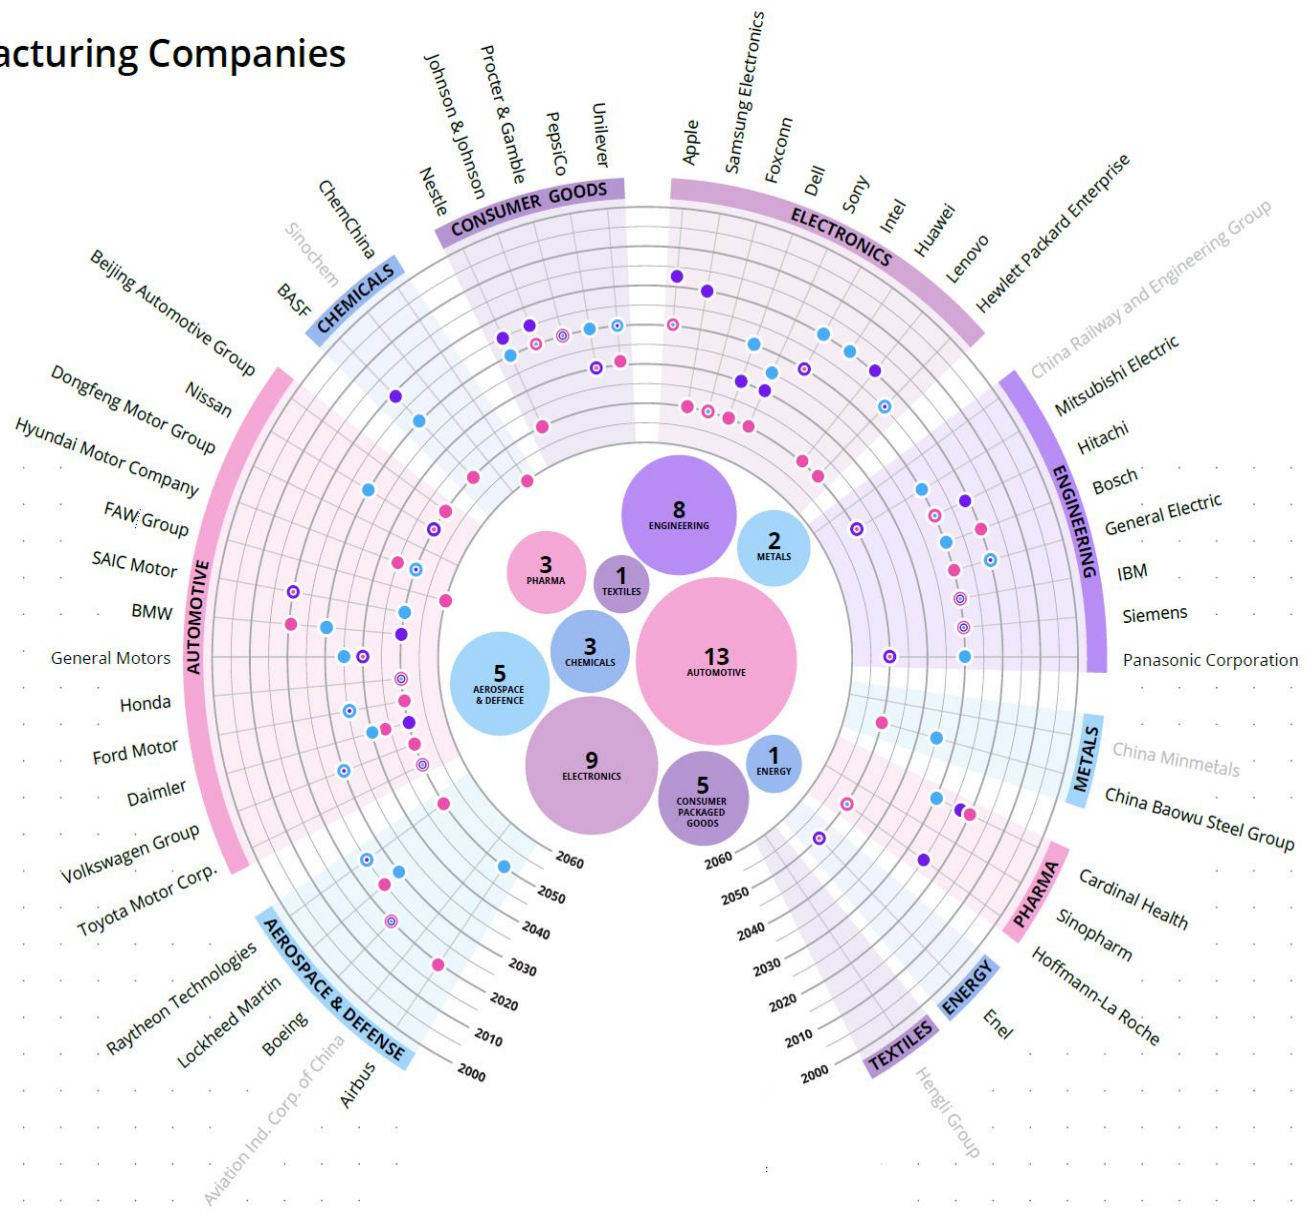 acturing Companies
Nestle
Johnson & Johnson
Procter & Gamble
PepsiCo
Unilever
CONSUMER GOODS
Apple
Samsung Electronics
Foxconn
Dell
Sony
Intel
Huawei
Lenovo
Hewlett Packard Enterprise
ELECTRONICS
China Railway and Engineering Group
Mitsubishi Electric
Hitachi
Bosch
General Electric
IBM
Siemens
Panasonic Corporation
ENGINEERING
China Minmetals
China Baowu Steel Group
METALS
Cardinal Health
Sinopharm
Hoffmann-La Roche
PHARMA
Enel
ENERGY
Hengli Group
TEXTILES
BASF
Sinochem
ChemChina
CHEMICALS
Beijing Automotive Group
Nissan
Dongfeng Motor Group
Hyundai Motor Company
FAW Group
SAIC Motor
BMW
General Motors
Honda
Ford Motor
Daimler
Volkswagen Group
Toyota Motor Corp.
AUTOMOTIVE
Raytheon Technologies
Lockheed Martin
Boeing
Aviation Ind. Corp. of China
Airbus
AEROSPACE & DEFENSE
8
ENGINEERING
2
METALS
3
PHARMA
1
TEXTILES
3
CHEMICALS
13
AUTOMOTIVE
5
AEROSPACE
& DEFENCE
9
ELECTRONICS
5
CONSUMER
PACKAGED
GOODS
1
ENERGY
2060
2050
2040
2030
2020
2010
2000
2060
2050
2040
2030
2020
2010
2000